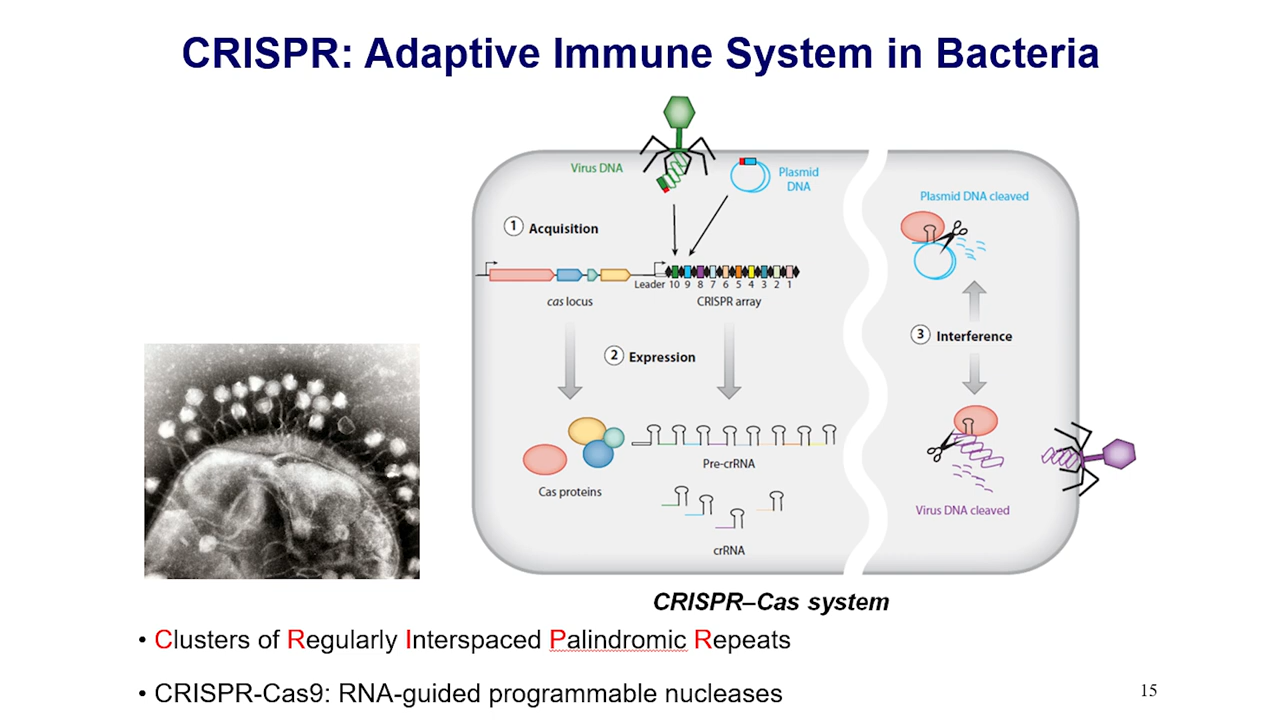 CRISPR: Adaptive Immune System in Bacteria
Virus DNA
Plasmid
DNA
1 Acquisition
Leader 10 9 8 7 6 5 4 3 2 1
cas locus
CRISPR array
2 Expression
Pre-crRNA
Cas proteins
crRNA
Plasmid DNA cleaved
3 Interference
Virus DNA cleaved
CRISPR–Cas system
• Clusters of Regularly Interspaced Palindromic Repeats
• CRISPR-Cas9: RNA-guided programmable nucleases
15